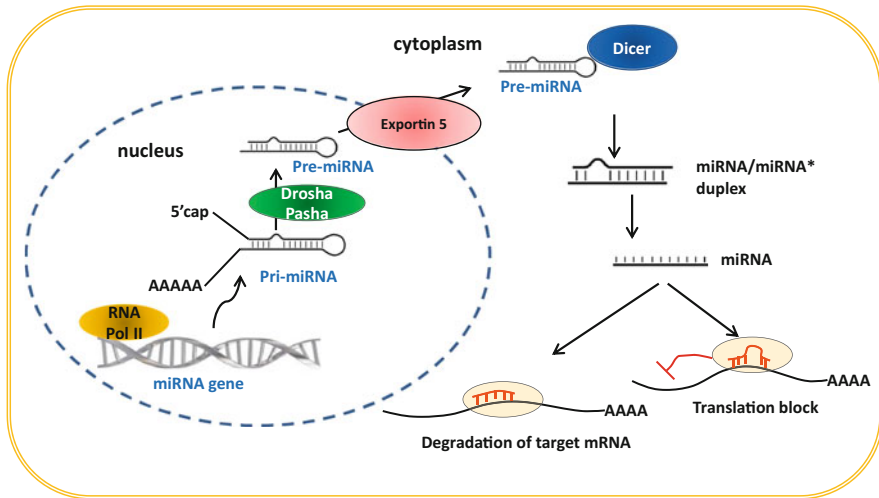 cytoplasm
Dicer
Pre-miRNA
Exportin 5
nucleus
Pre-miRNA
miRNA/miRNA*
duplex
Drosha
Pasha
5'cap
miRNA
Pri-miRNA
AAAAA
RNA
Pol II
miRNA gene
AAAA
AAAA
Translation block
Degradation of target mRNA